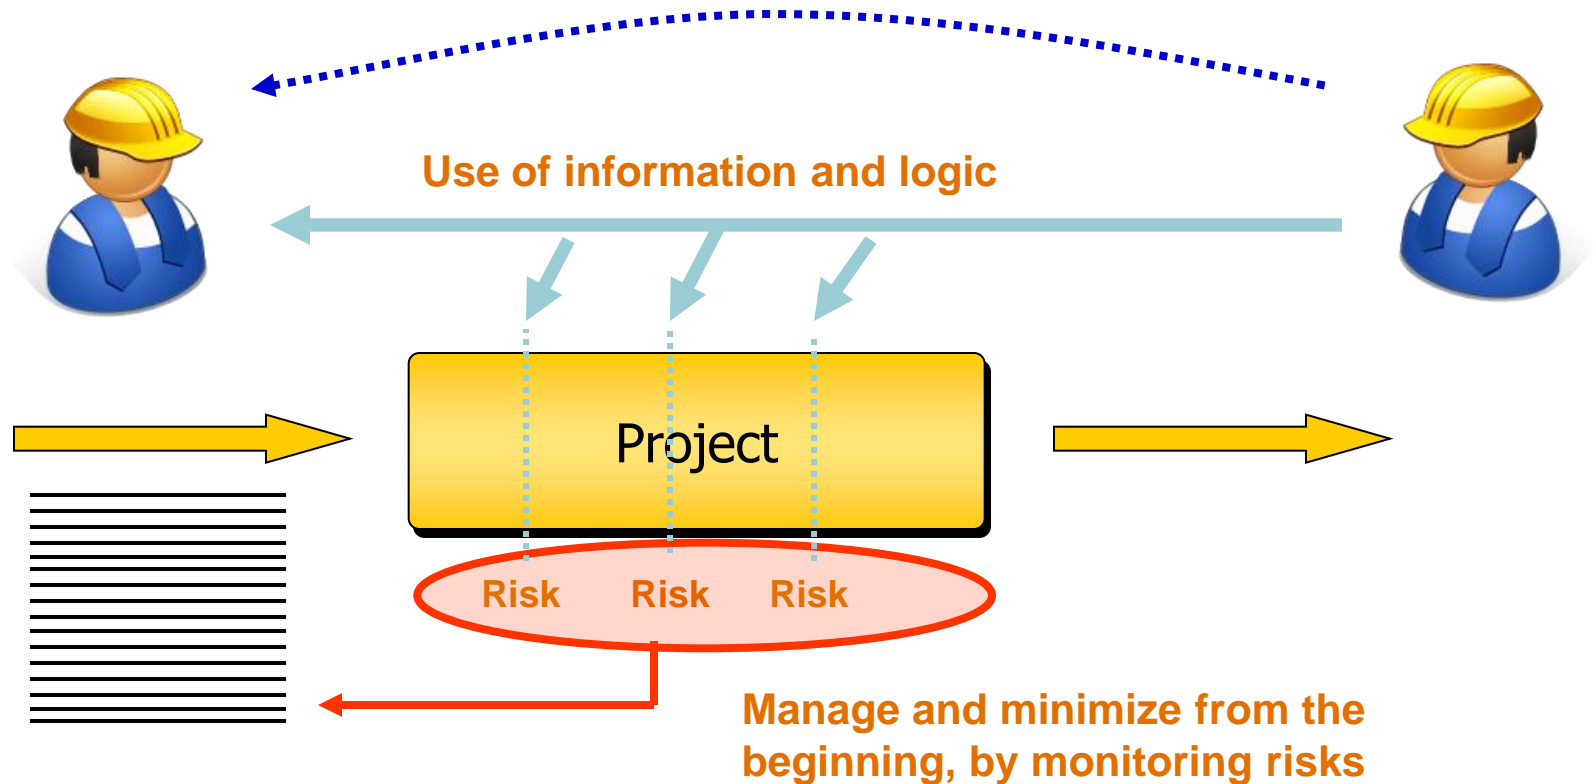 Use of information and logic
Project
Risk Risk Risk
Manage and minimize from the
beginning, by monitoring risks